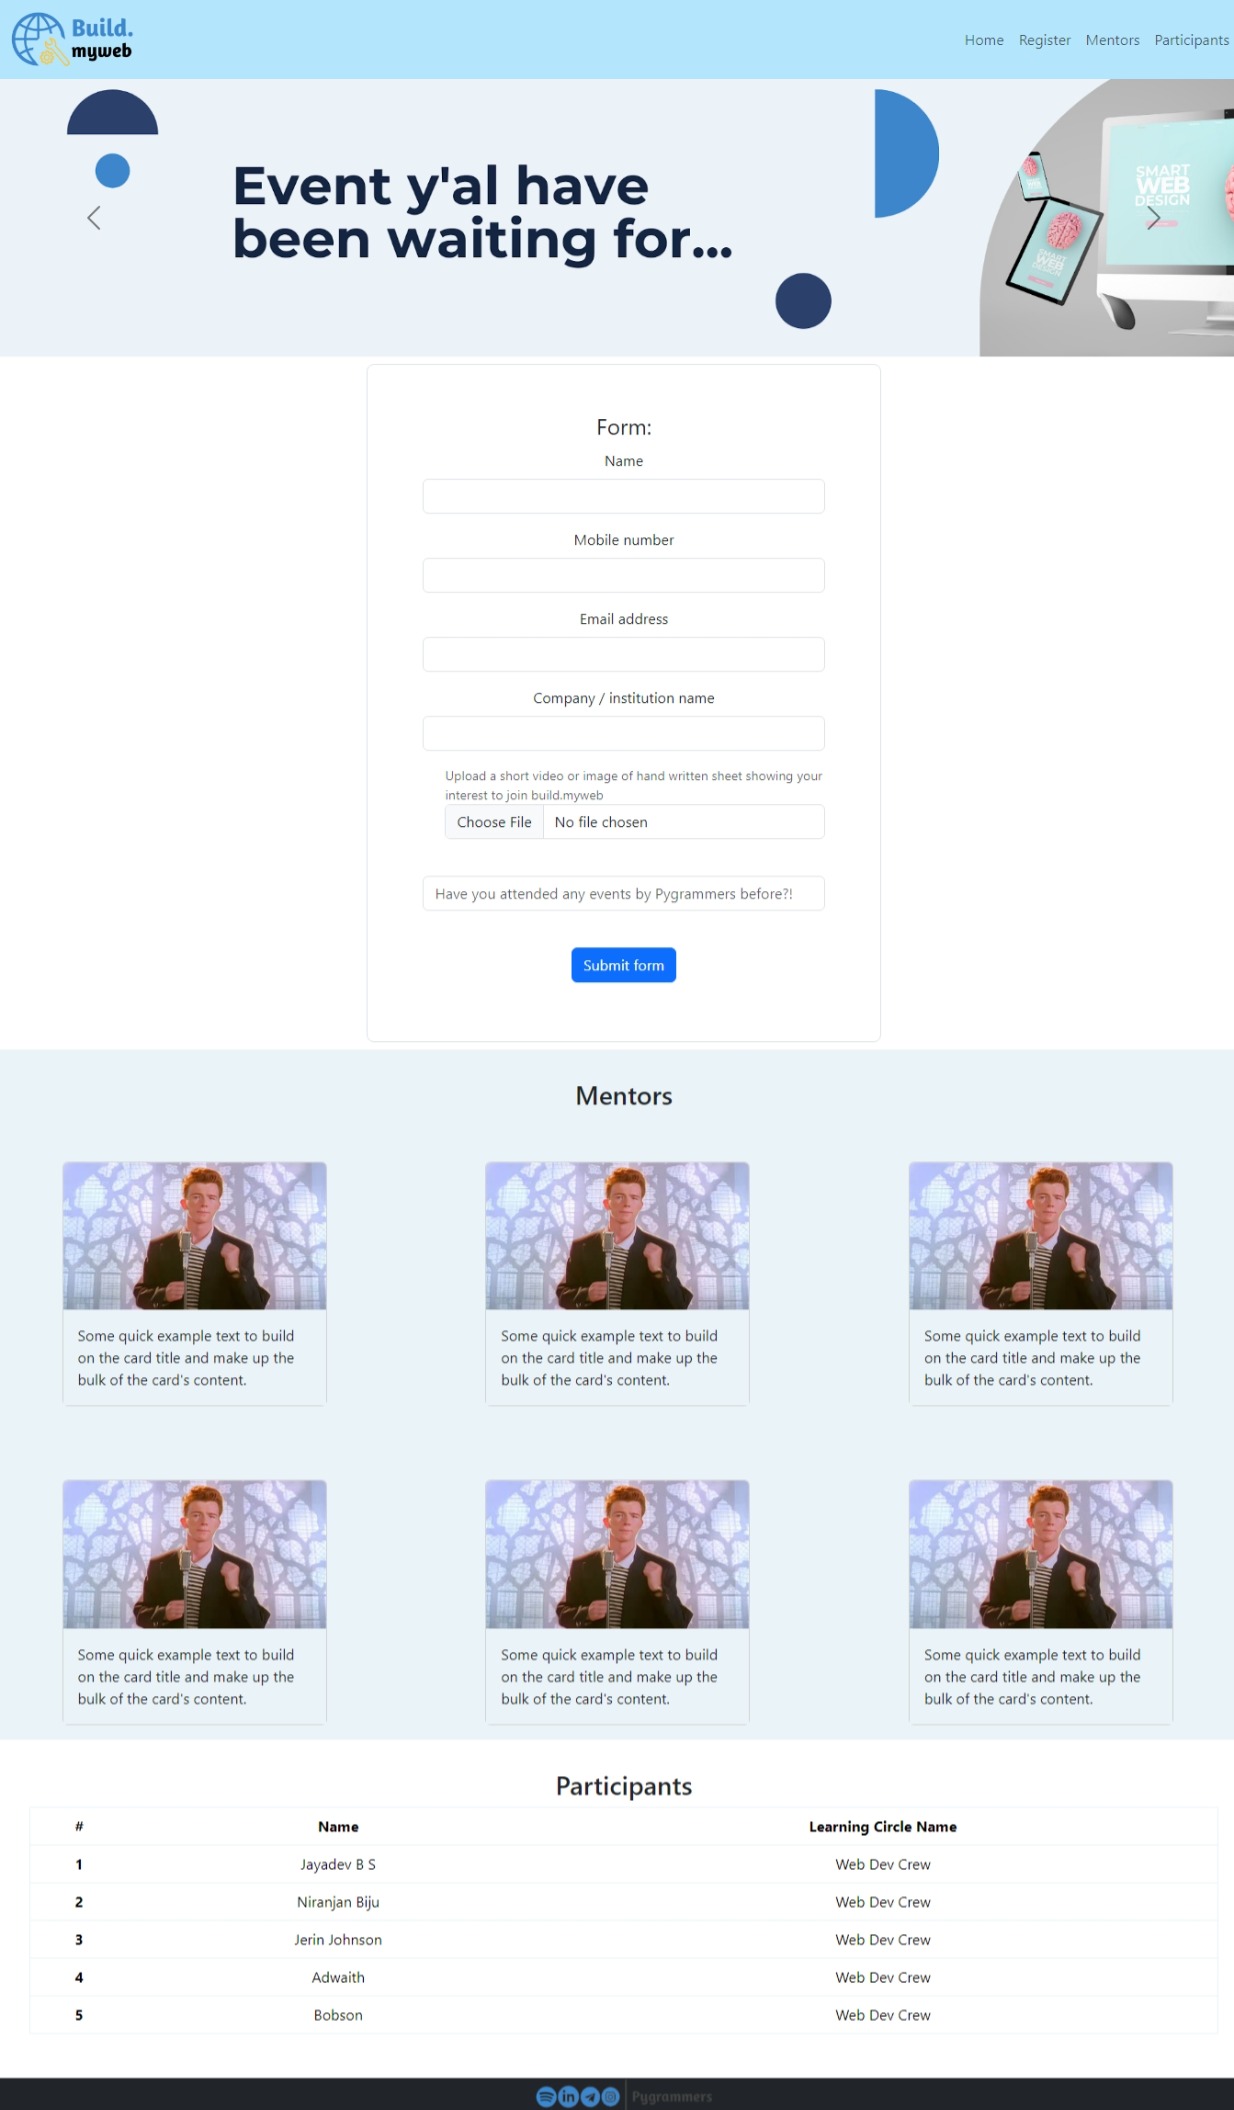 Build.
myweb
Home Register Mentors Participants
Event y'al have
been waiting for...
SMART
WEB
DESIGN
SMART
WEB
DESIGN
Form:
Name
Mobile number
Email address
Company / institution name
Upload a short video or image of hand written sheet showing your
interest to join build.myweb
Choose File No file chosen
Have you attended any events by Pygrammers before?!
Submit form
Mentors
Some quick example text to build
on the card title and make up the
bulk of the card's content.
Some quick example text to build
on the card title and make up the
bulk of the card's content.
Some quick example text to build
on the card title and make up the
bulk of the card's content.
Some quick example text to build
on the card title and make up the
bulk of the card's content.
Some quick example text to build
on the card title and make up the
bulk of the card's content.
Some quick example text to build
on the card title and make up the
bulk of the card's content.
Participants
# Name Learning Circle Name
1 Jayadev B S Web Dev Crew
2 Niranjan Biju Web Dev Crew
3 Jerin Johnson Web Dev Crew
4 Adwaith Web Dev Crew
5 Bobson Web Dev Crew
in Pygrammers